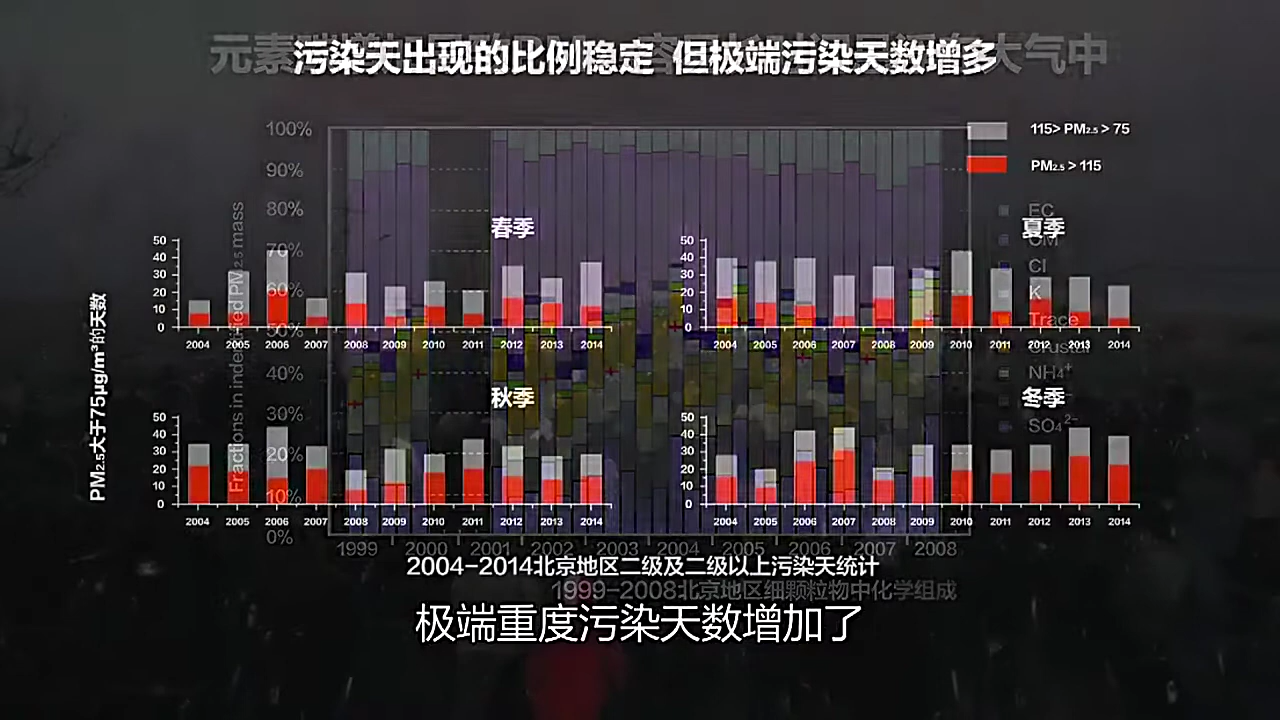 污染天出现的比例稳定 但极端污染天数增多
元素
大气中
115> PM2.5 > 75
PM2.5 > 115
100%
90%
80%
70%
60%
50%
40%
30%
20%
10%
0%
EC
OM
Cl
K
Trace
Crustal
NH₄⁺
SO₄²⁻
PM2.5大于75μg/m³的天数
春季
50
40
30
20
10
0
2004 2005 2006 2007 2008 2009 2010 2011 2012 2013 2014
夏季
50
40
30
20
10
0
2004 2005 2006 2007 2008 2009 2010 2011 2012 2013 2014
秋季
50
40
30
20
10
0
2004 2005 2006 2007 2008 2009 2010 2011 2012 2013 2014
冬季
50
40
30
20
10
0
2004 2005 2006 2007 2008 2009 2010 2011 2012 2013 2014
1999 2000 2001 2002 2003 2004 2005 2006 2007 2008
2004-2014北京地区二级及二级以上污染天统计
1999-2008北京地区细颗粒物中化学组成
极端重度污染天数增加了